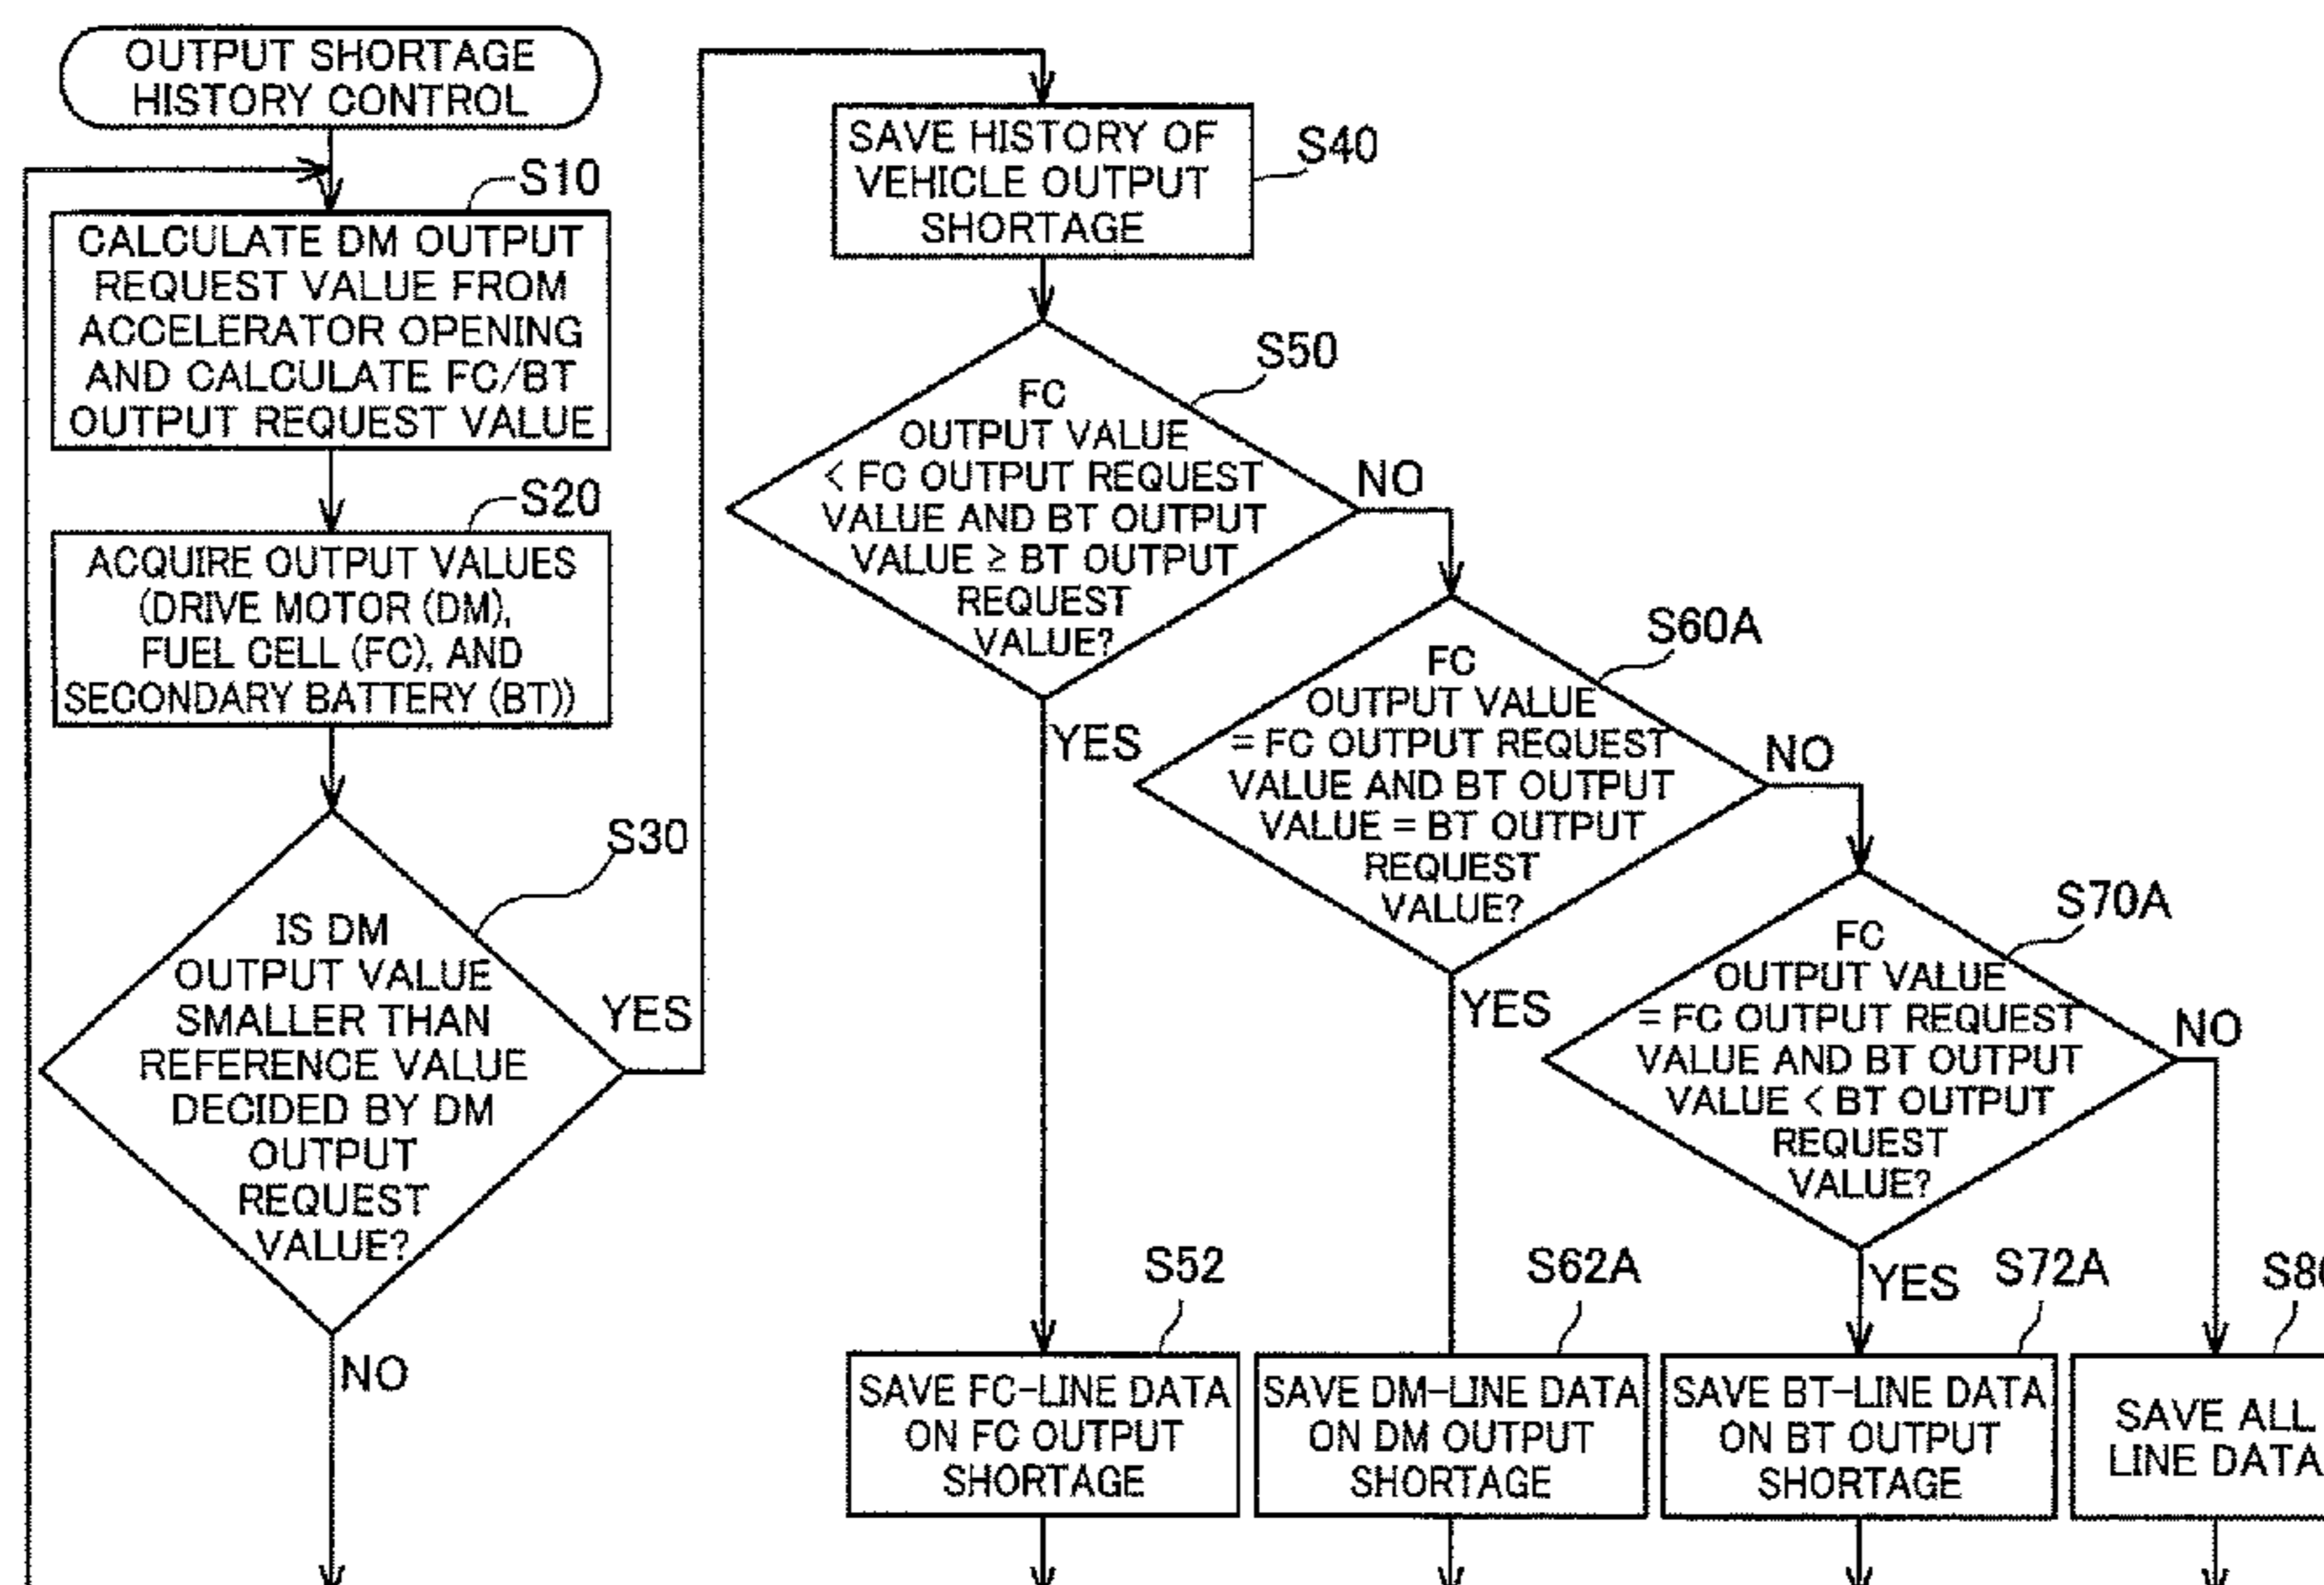 OUTPUT SHORTAGE
HISTORY CONTROL
S10
CALCULATE DM OUTPUT
REQUEST VALUE FROM
ACCELERATOR OPENING
AND CALCULATE FC/BT
OUTPUT REQUEST VALUE
S20
ACQUIRE OUTPUT VALUES
(DRIVE MOTOR (DM),
FUEL CELL (FC), AND
SECONDARY BATTERY (BT))
S30
IS DM
OUTPUT VALUE
SMALLER THAN
REFERENCE VALUE
DECIDED BY DM
OUTPUT
REQUEST
VALUE?
YES
NO
SAVE HISTORY OF
VEHICLE OUTPUT
SHORTAGE
S40
S50
FC
OUTPUT VALUE
< FC OUTPUT REQUEST
VALUE AND BT OUTPUT
VALUE ≥ BT OUTPUT
REQUEST
VALUE?
NO
YES
S60A
FC
OUTPUT VALUE
= FC OUTPUT REQUEST
VALUE AND BT OUTPUT
VALUE = BT OUTPUT
REQUEST
VALUE?
NO
YES
S70A
FC
OUTPUT VALUE
= FC OUTPUT REQUEST
VALUE AND BT OUTPUT
VALUE < BT OUTPUT
REQUEST
VALUE?
NO
YES
S52
SAVE FC-LINE DATA
ON FC OUTPUT
SHORTAGE
S62A
SAVE DM-LINE DATA
ON DM OUTPUT
SHORTAGE
S72A
SAVE BT-LINE DATA
ON BT OUTPUT
SHORTAGE
SAVE ALL
LINE DATA